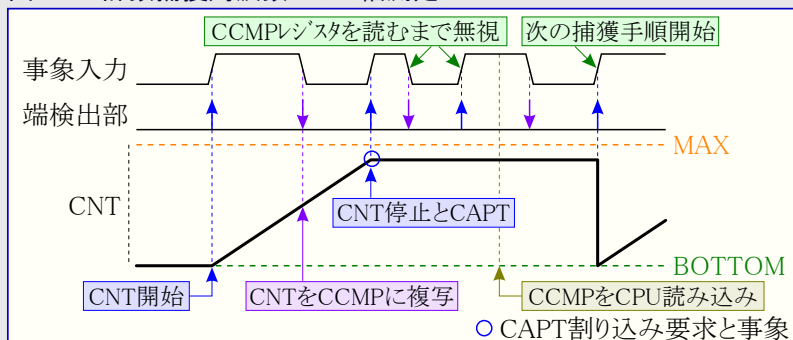 CCMPレジスタを読むまで無視
次の捕獲手順開始
事象入力
端検出部
MAX
CNT
CNT停止とCAPT
BOTTOM
CNT開始
CNTをCCMPに複写
CCMPをCPU読み込み
CAPT割り込み要求と事象